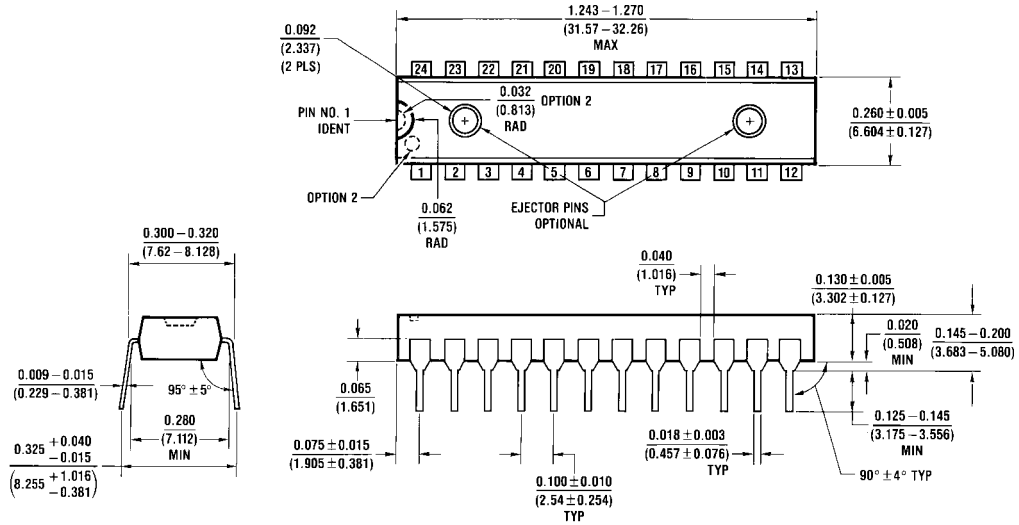 1.243 – 1.270
(31.57 – 32.26)
MAX
0.092
(2.337)
(2 PLS)
24 23 22 21 20 19 18 17 16 15 14 13
0.032
(0.813)
RAD
OPTION 2
PIN NO. 1
IDENT
0.260 ± 0.005
(6.604 ± 0.127)
1 2 3 4 5 6 7 8 9 10 11 12
OPTION 2
0.062
(1.575)
RAD
EJECTOR PINS
OPTIONAL
0.300 – 0.320
(7.62 – 8.128)
0.040
(1.016)
TYP
0.130 ± 0.005
(3.302 ± 0.127)
0.020
(0.508)
MIN
0.145 – 0.200
(3.683 – 5.080)
0.009 – 0.015
(0.229 – 0.381)
95° ± 5°
0.280
(7.112)
MIN
0.325 + 0.040 – 0.015
(8.255 + 1.016 – 0.381)
0.065
(1.651)
0.075 ± 0.015
(1.905 ± 0.381)
0.100 ± 0.010
(2.54 ± 0.254)
TYP
0.018 ± 0.003
(0.457 ± 0.076)
TYP
0.125 – 0.145
(3.175 – 3.556)
MIN
90° ± 4° TYP